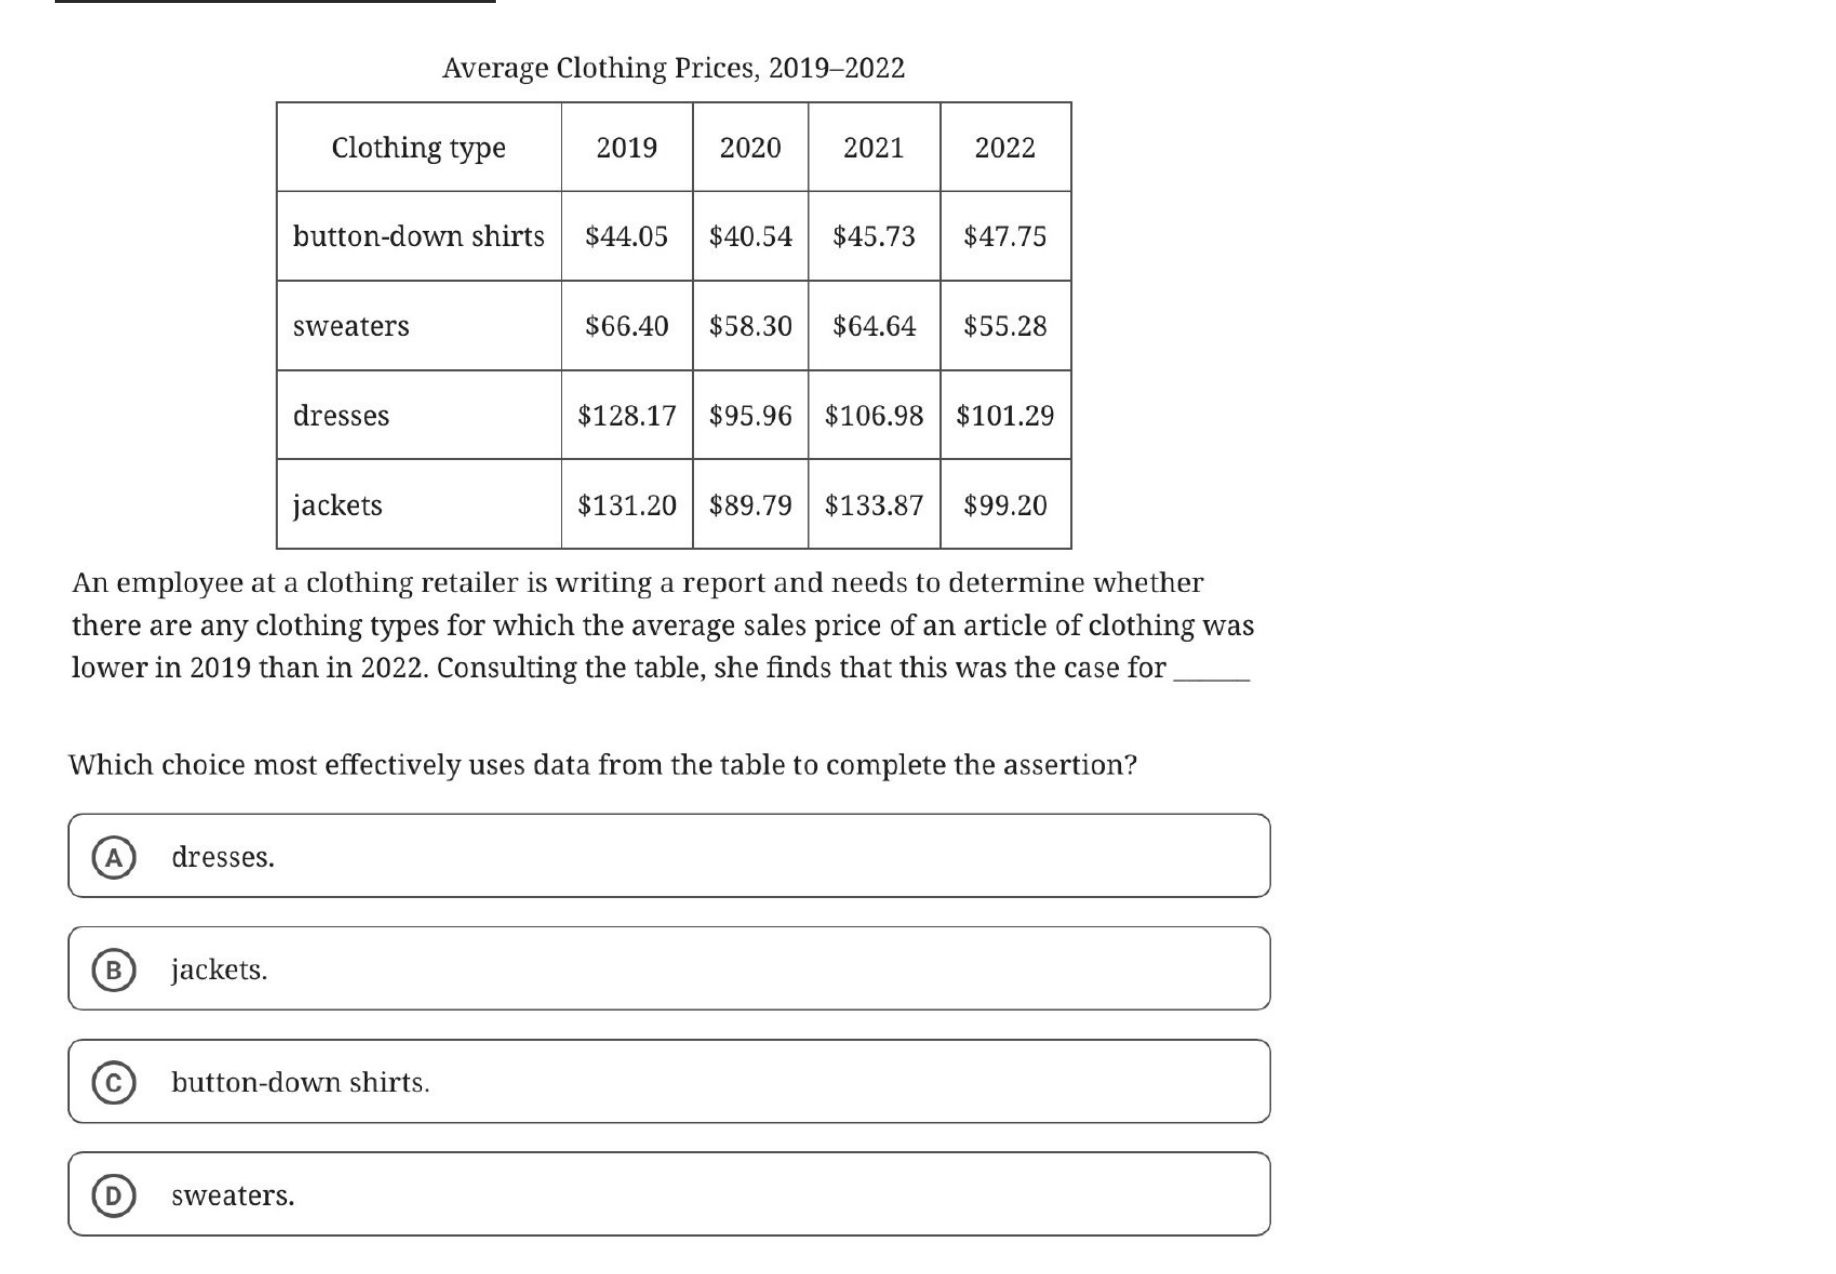 Average Clothing Prices, 2019–2022
Clothing type 2019 2020 2021 2022
button-down shirts $44.05 $40.54 $45.73 $47.75
sweaters $66.40 $58.30 $64.64 $55.28
dresses $128.17 $95.96 $106.98 $101.29
jackets $131.20 $89.79 $133.87 $99.20
An employee at a clothing retailer is writing a report and needs to determine whether
there are any clothing types for which the average sales price of an article of clothing was
lower in 2019 than in 2022. Consulting the table, she finds that this was the case for ______
Which choice most effectively uses data from the table to complete the assertion?
A dresses.
B jackets.
C button-down shirts.
D sweaters.